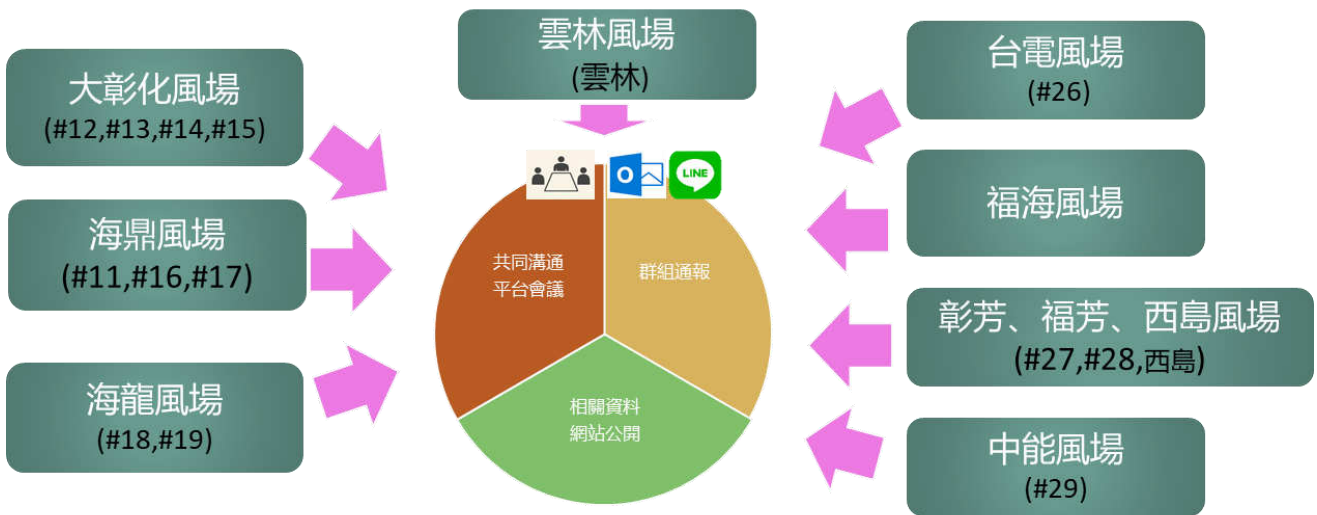 雲林風場
(雲林)
大彰化風場
(#12,#13,#14,#15)
海鼎風場
(#11,#16,#17)
海龍風場
(#18,#19)
台電風場
(#26)
福海風場
彰芳、福芳、西島風場
(#27,#28,西島)
中能風場
(#29)
O
LINE
共同溝通
平台會議
群組通報
相關資料
網站公開